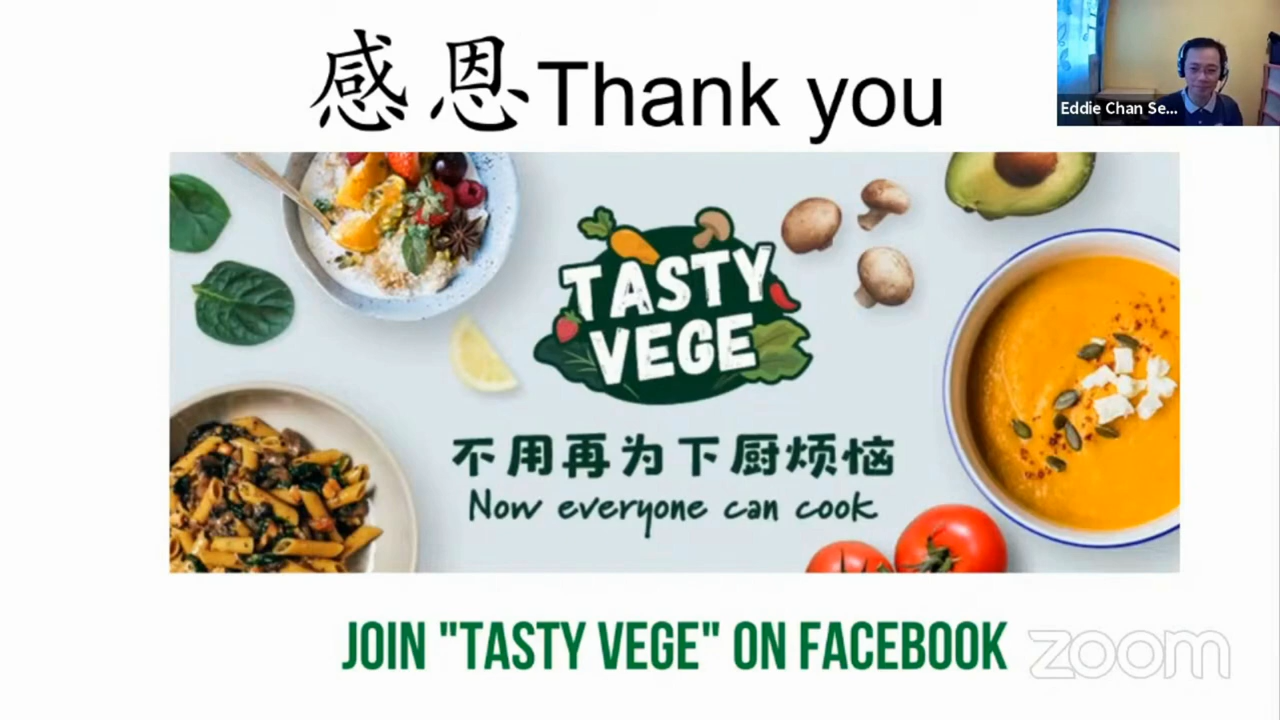 感恩Thank you
Eddie Chan Se...
TASTY
VEGE
不用再为下厨烦恼
Now everyone can cook
JOIN "TASTY VEGE" ON FACEBOOK
zoom